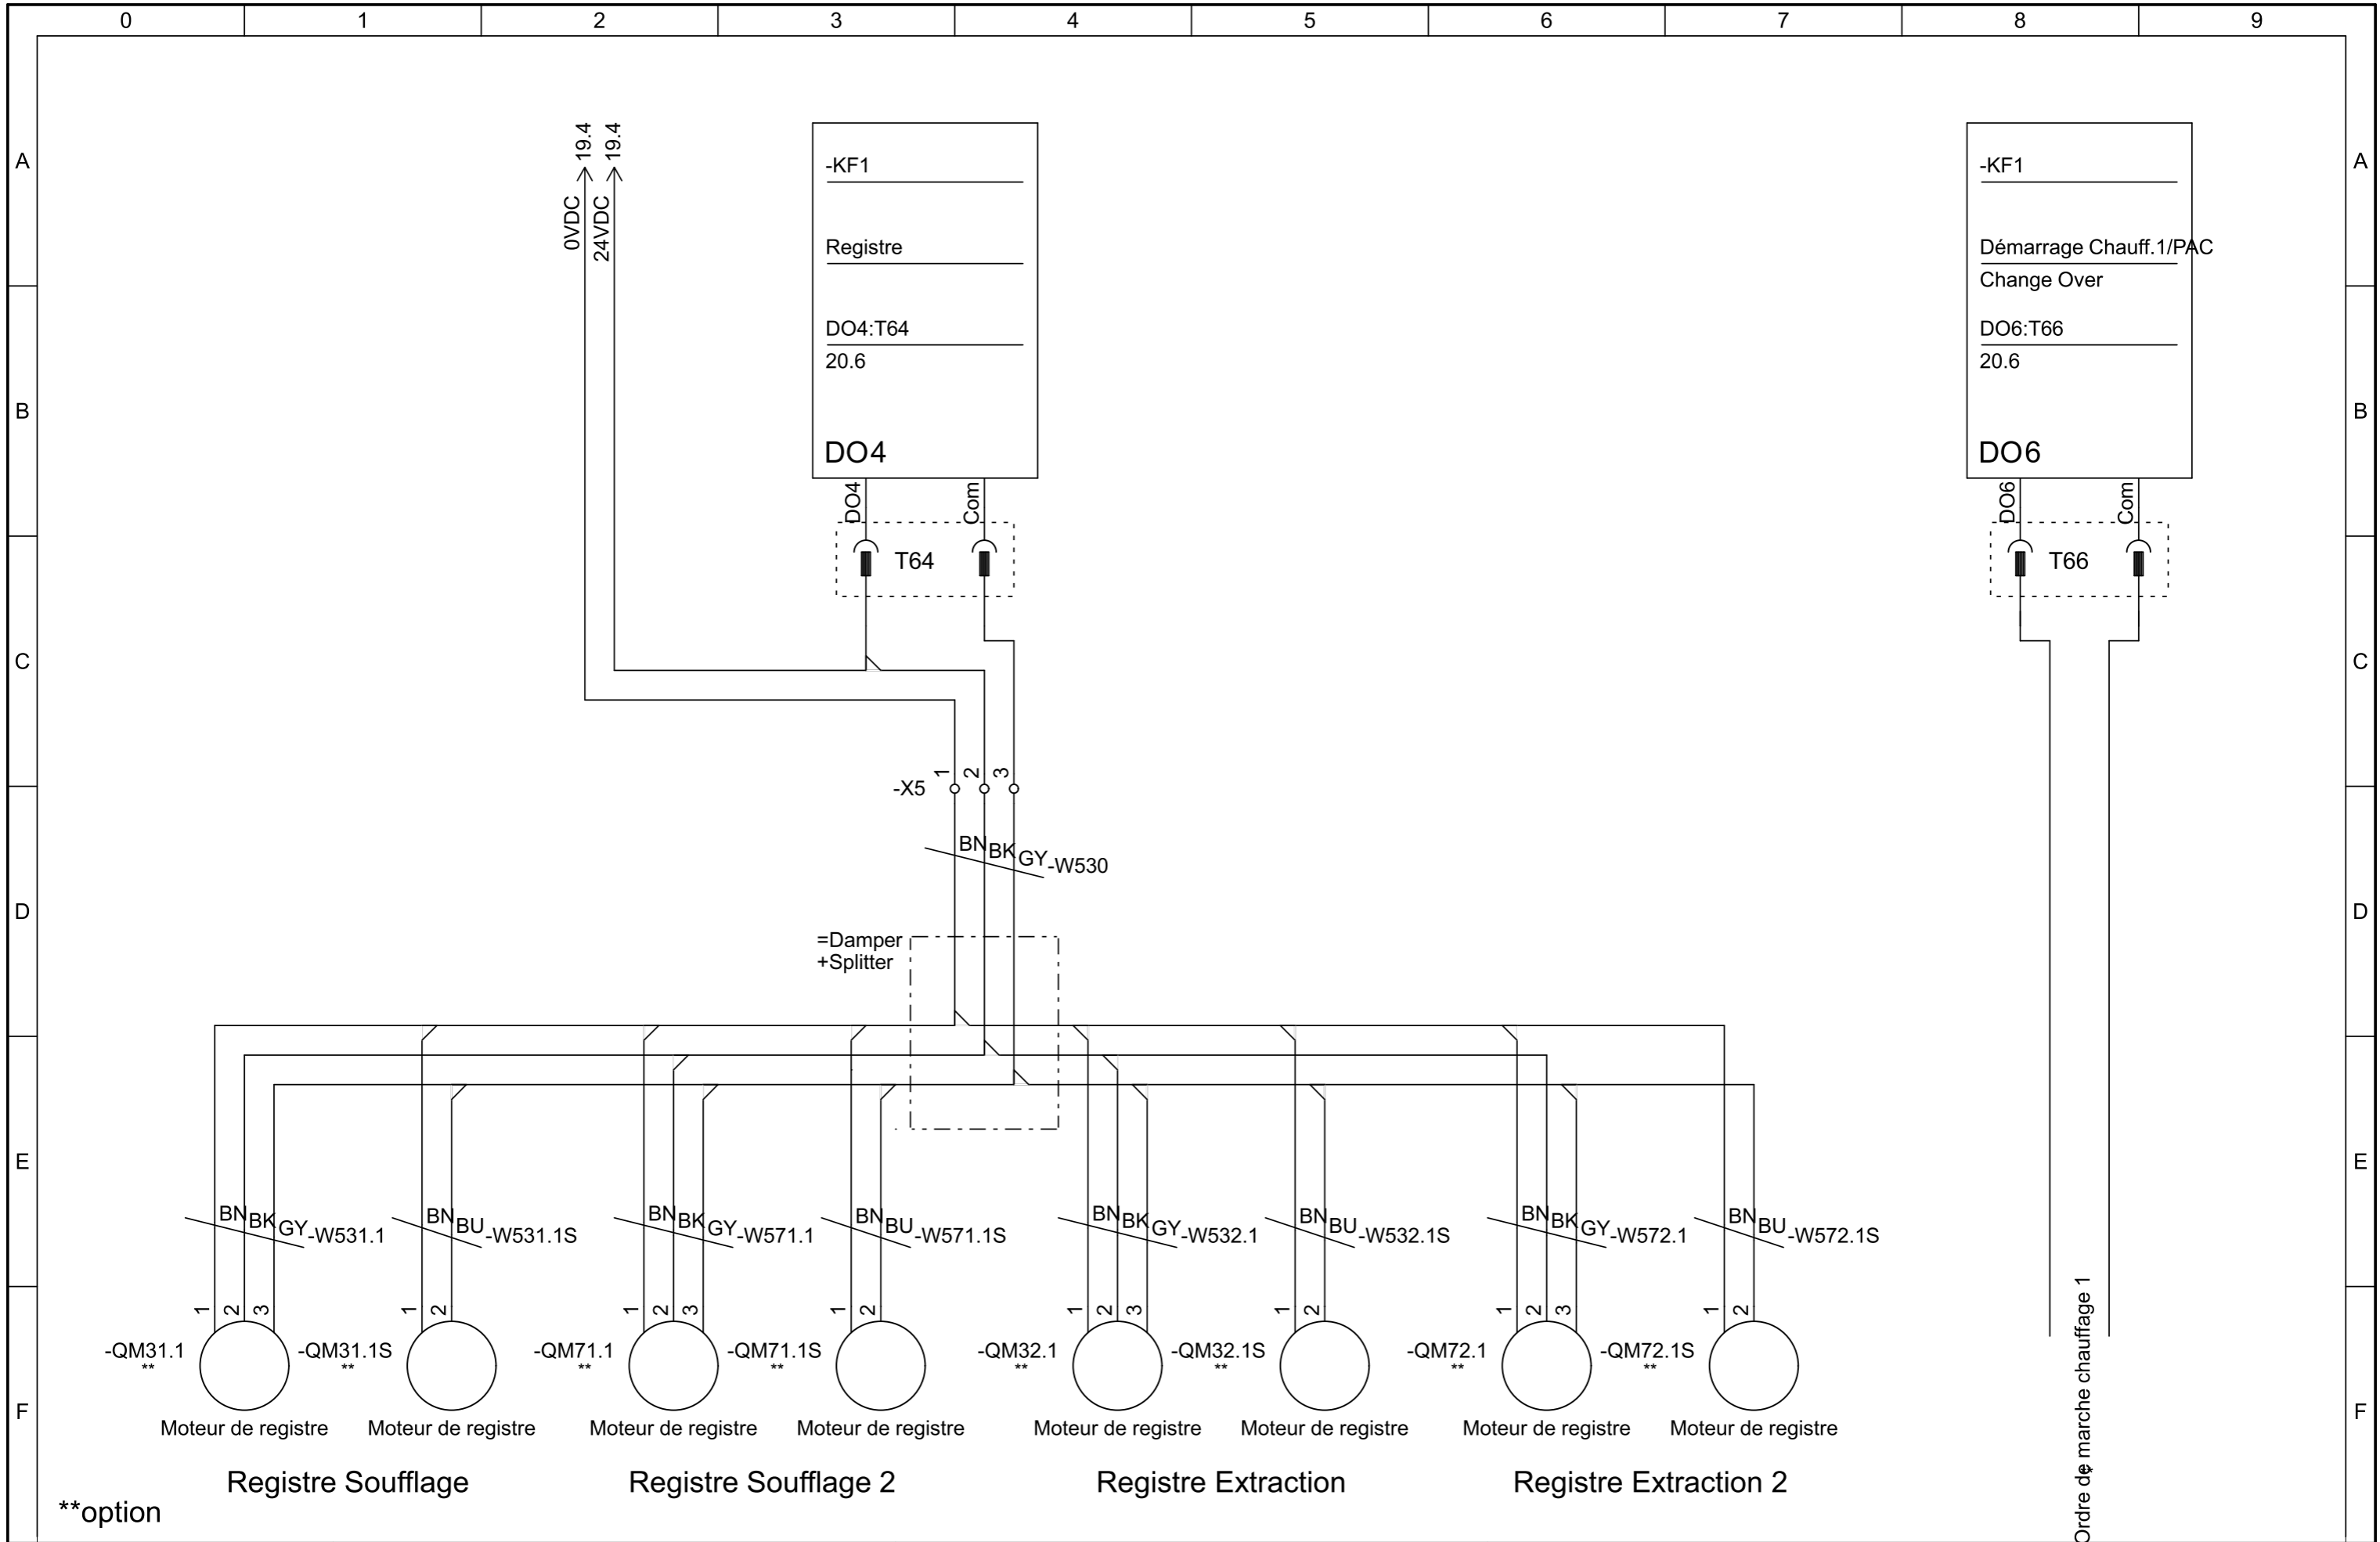 0 1 2 3 4 5 6 7 8 9
A
A
B
B
C
C
D
D
E
E
F
F
19.4
19.4
0VDC
24VDC
-KF1
Registre
DO4:T64
20.6
DO4
DO4
Com
T64
-KF1
Démarrage Chauff.1/PAC
Change Over
DO6:T66
20.6
DO6
DO6
Com
T66
-X5
1
2
3
BN BK GY -W530
=Damper
+Splitter
BN BK GY -W531.1
BN BU -W531.1S
BN BK GY -W571.1
BN BU -W571.1S
BN BK GY -W532.1
BN BU -W532.1S
BN BK GY -W572.1
BN BU -W572.1S
1 2 3
1 2
1 2 3
1 2
1 2 3
1 2
1 2 3
1 2
-QM31.1
**
-QM31.1S
**
-QM71.1
**
-QM71.1S
**
-QM32.1
**
-QM32.1S
**
-QM72.1
**
-QM72.1S
**
Moteur de registre
Moteur de registre
Moteur de registre
Moteur de registre
Moteur de registre
Moteur de registre
Moteur de registre
Moteur de registre
Registre Soufflage
Registre Soufflage 2
Registre Extraction
Registre Extraction 2
Ordre de marche chauffage 1
*
**option